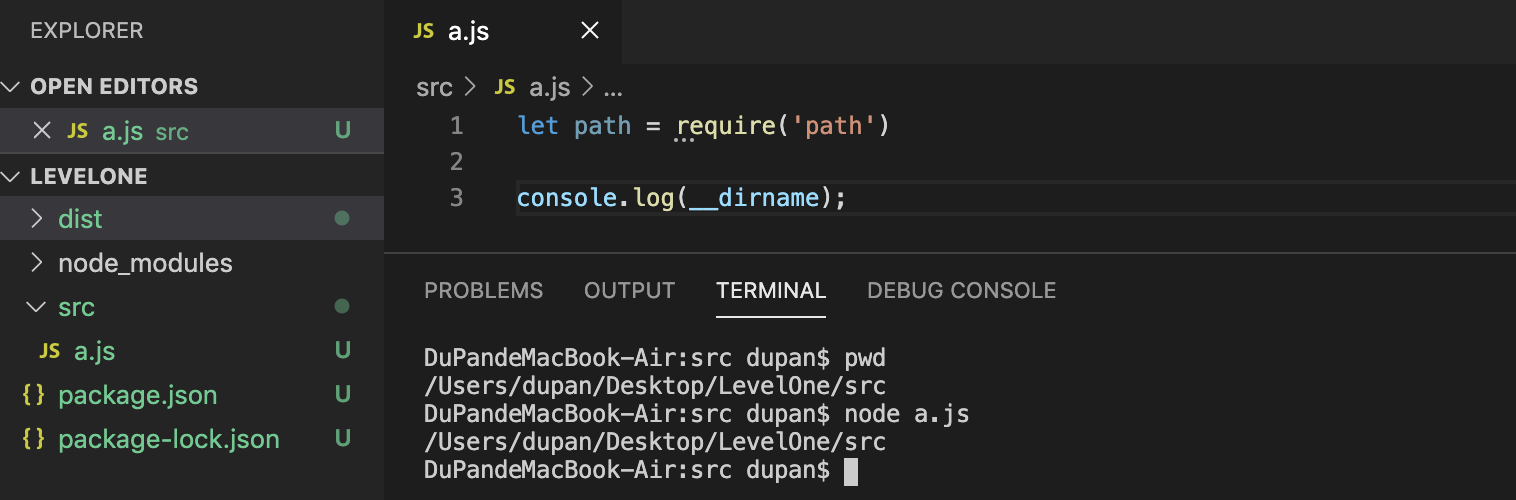 EXPLORER
OPEN EDITORS
JS a.js src U
LEVELONE
dist
node_modules
src
JS a.js U
{} package.json U
{} package-lock.json U
JS a.js
src > JS a.js > ...
1 let path = require('path')
2
3 console.log(__dirname);
PROBLEMS OUTPUT TERMINAL DEBUG CONSOLE
DuPandeMacBook-Air:src dupan$ pwd
/Users/dupan/Desktop/LevelOne/src
DuPandeMacBook-Air:src dupan$ node a.js
/Users/dupan/Desktop/LevelOne/src
DuPandeMacBook-Air:src dupan$